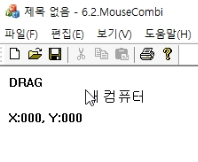 제목 없음 - 6.2.MouseCombi
파일(F) 편집(E) 보기(V) 도움말(H)
DRAG
내 컴퓨터
X:000, Y:000